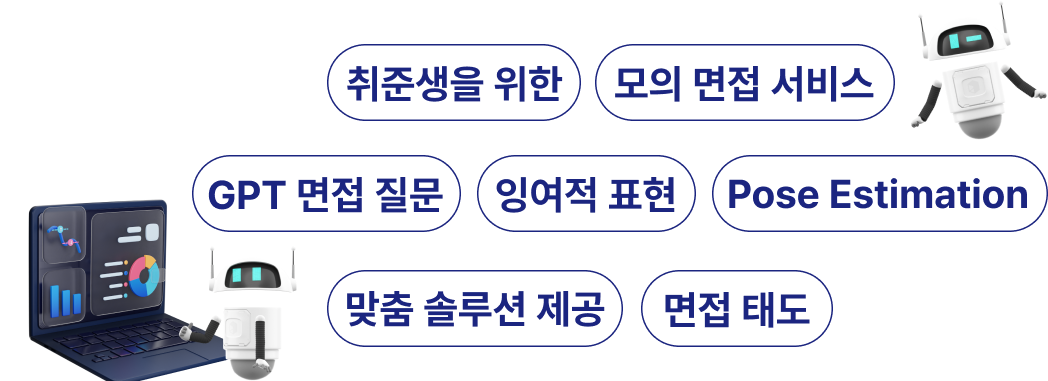 취준생을 위한 모의 면접 서비스
GPT 면접 질문 잉여적 표현 Pose Estimation
맞춤 솔루션 제공 면접 태도